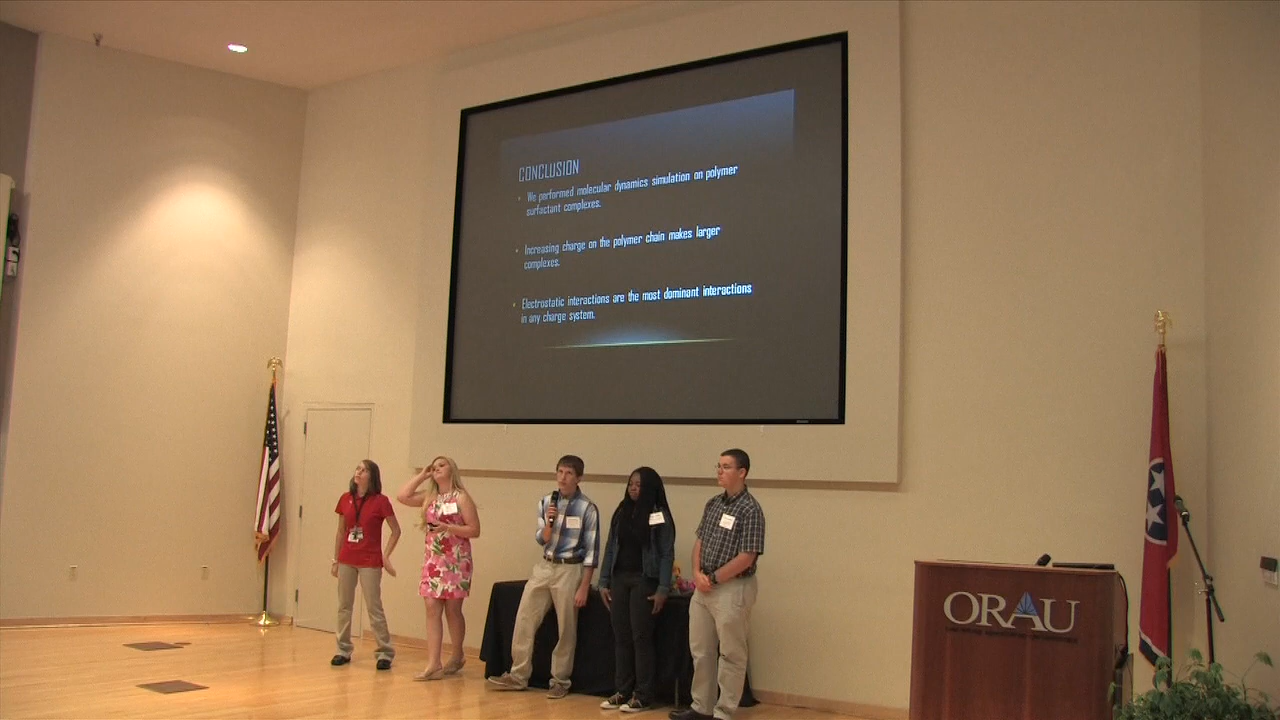 CONCLUSION
We performed molecular dynamics simulation on polymer
surfactant complexes.
Increasing charge on the polymer chain makes larger
complexes.
Electrostatic interactions are the most dominant interactions
in any charge system.
ORAU